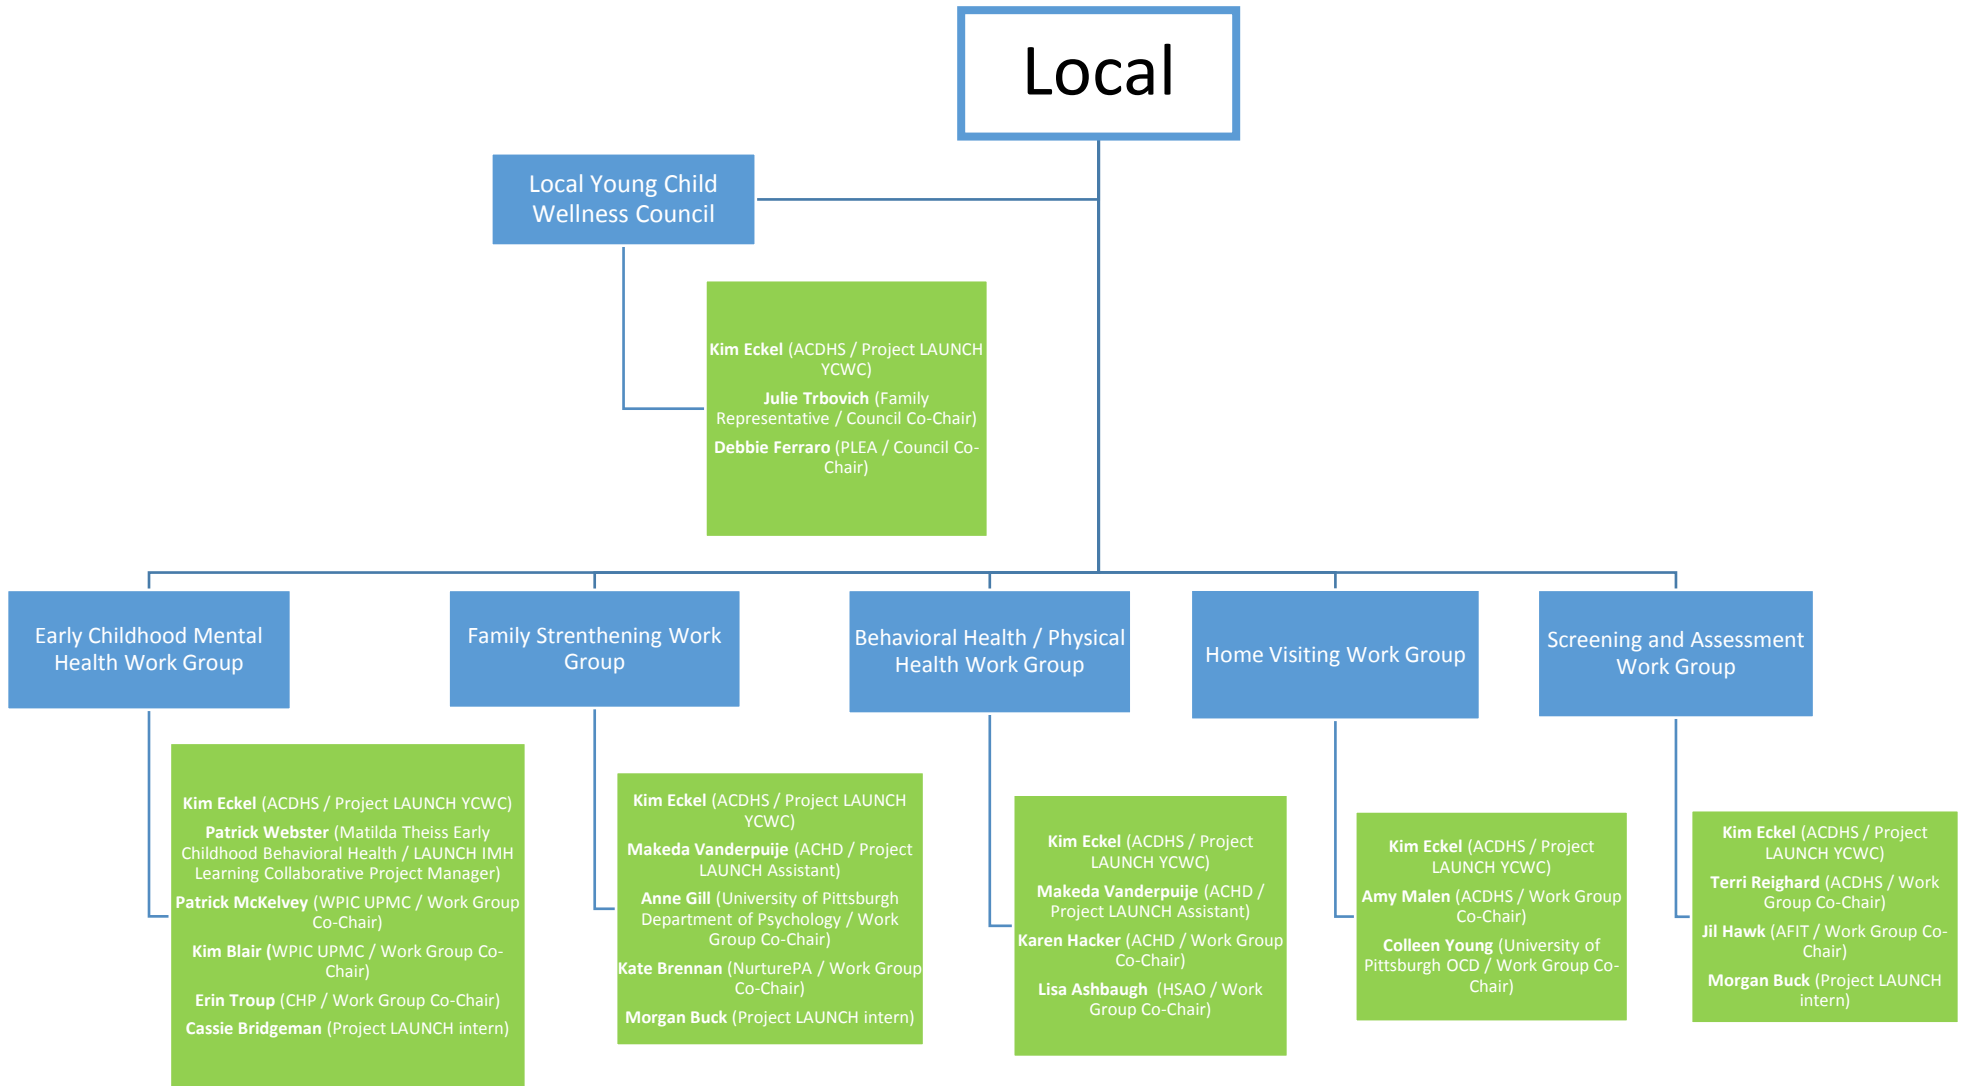 Local
Local Young Child
Wellness Council
Kim Eckel (ACDHS / Project LAUNCH
YCWC)
Julie Trbovich (Family
Representative / Council Co-Chair)
Debbie Ferraro (PLEA / Council Co-
Chair)
Early Childhood Mental
Health Work Group
Kim Eckel (ACDHS / Project LAUNCH YCWC)
Patrick Webster (Matilda Theiss Early
Childhood Behavioral Health / LAUNCH IMH
Learning Collaborative Project Manager)
Patrick McKelvey (WPIC UPMC / Work Group
Co-Chair)
Kim Blair (WPIC UPMC / Work Group Co-
Chair)
Erin Troup (CHP / Work Group Co-Chair)
Cassie Bridgeman (Project LAUNCH intern)
Family Strenthening Work
Group
Kim Eckel (ACDHS / Project LAUNCH
YCWC)
Makeda Vanderpuije (ACHD / Project
LAUNCH Assistant)
Anne Gill (University of Pittsburgh
Department of Psychology / Work
Group Co-Chair)
Kate Brennan (NurturePA / Work Group
Co-Chair)
Morgan Buck (Project LAUNCH intern)
Behavioral Health / Physical
Health Work Group
Kim Eckel (ACDHS / Project
LAUNCH YCWC)
Makeda Vanderpuije (ACHD /
Project LAUNCH Assistant)
Karen Hacker (ACHD / Work Group
Co-Chair)
Lisa Ashbaugh (HSAO / Work
Group Co-Chair)
Home Visiting Work Group
Kim Eckel (ACDHS / Project
LAUNCH YCWC)
Amy Malen (ACDHS / Work Group
Co-Chair)
Colleen Young (University of
Pittsburgh OCD / Work Group Co-
Chair)
Screening and Assessment
Work Group
Kim Eckel (ACDHS / Project
LAUNCH YCWC)
Terri Reighard (ACDHS / Work
Group Co-Chair)
Jil Hawk (AFIT / Work Group Co-
Chair)
Morgan Buck (Project LAUNCH
intern)